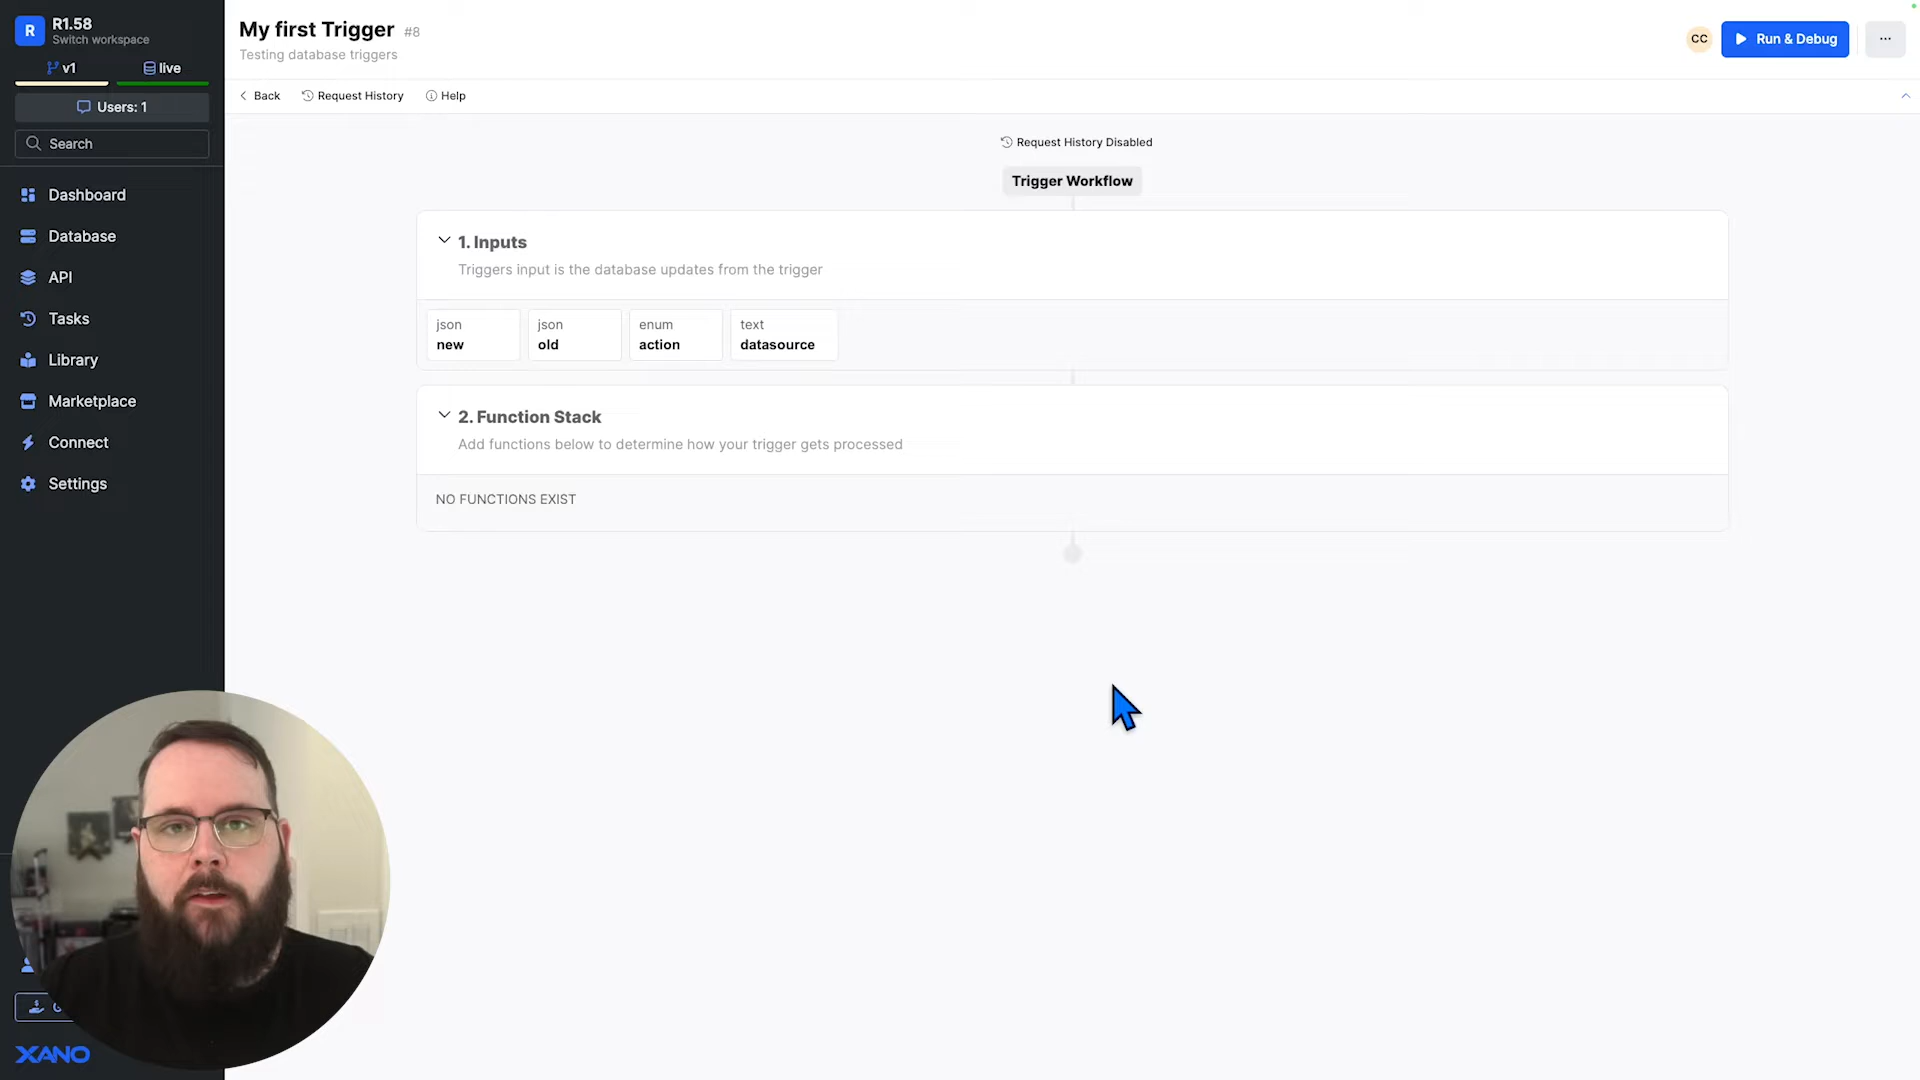 R
R1.58
Switch workspace
v1
live
Users: 1
Search
Dashboard
Database
API
Tasks
Library
Marketplace
Connect
Settings
XANO
My first Trigger #8
Testing database triggers
CC
Run & Debug
...
Back
Request History
Help
Request History Disabled
Trigger Workflow
1. Inputs
Triggers input is the database updates from the trigger
json
new
json
old
enum
action
text
datasource
2. Function Stack
Add functions below to determine how your trigger gets processed
NO FUNCTIONS EXIST